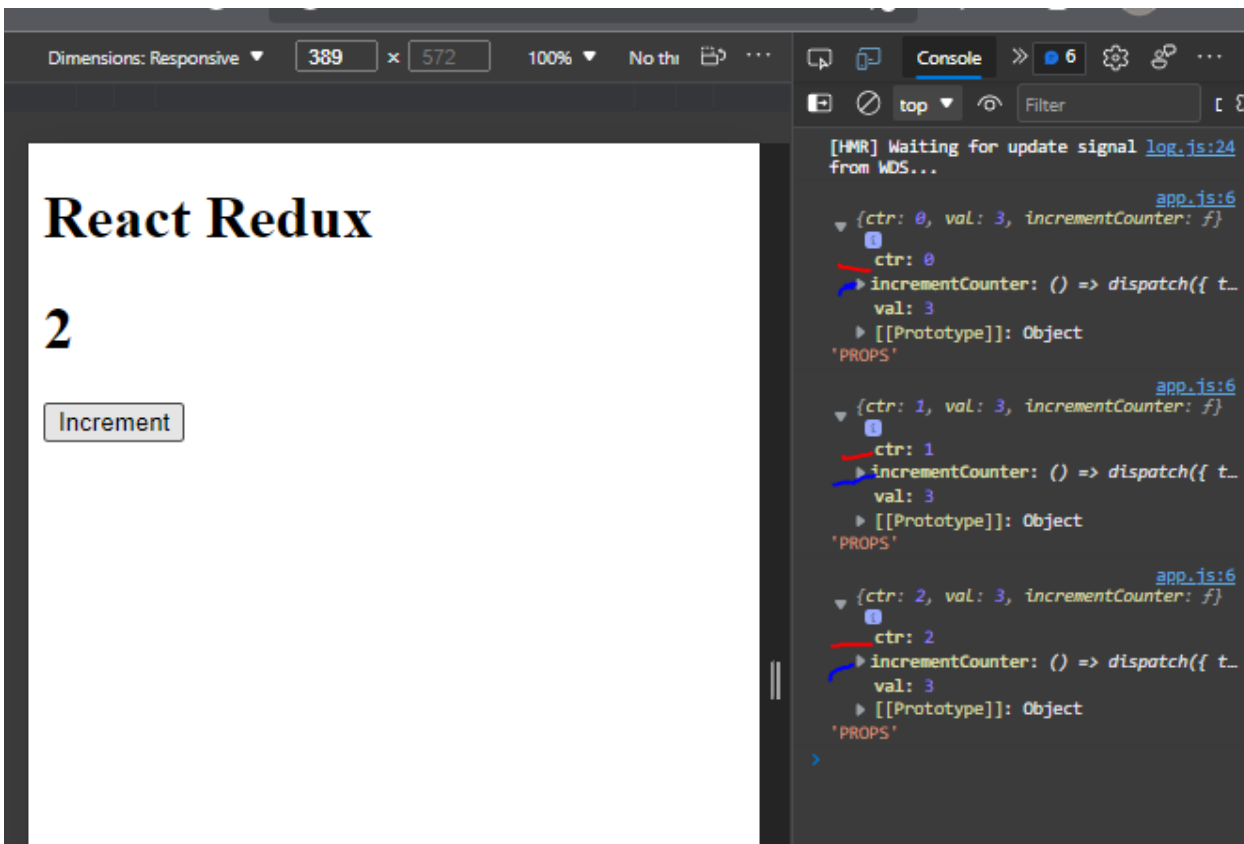 Dimensions: Responsive ▼ 389 × 572 100% ▼ No thr ...
Console » 6 ...
top ▼ Filter
[HMR] Waiting for update signal log.js:24
from WDS...
React Redux
2
Increment
app.js:6
{ctr: 0, val: 3, incrementCounter: ƒ}
i
ctr: 0
incrementCounter: () => dispatch({ t…
val: 3
[[Prototype]]: Object
'PROPS'
app.js:6
{ctr: 1, val: 3, incrementCounter: ƒ}
i
ctr: 1
incrementCounter: () => dispatch({ t…
val: 3
[[Prototype]]: Object
'PROPS'
app.js:6
{ctr: 2, val: 3, incrementCounter: ƒ}
i
ctr: 2
incrementCounter: () => dispatch({ t…
val: 3
[[Prototype]]: Object
'PROPS'
>